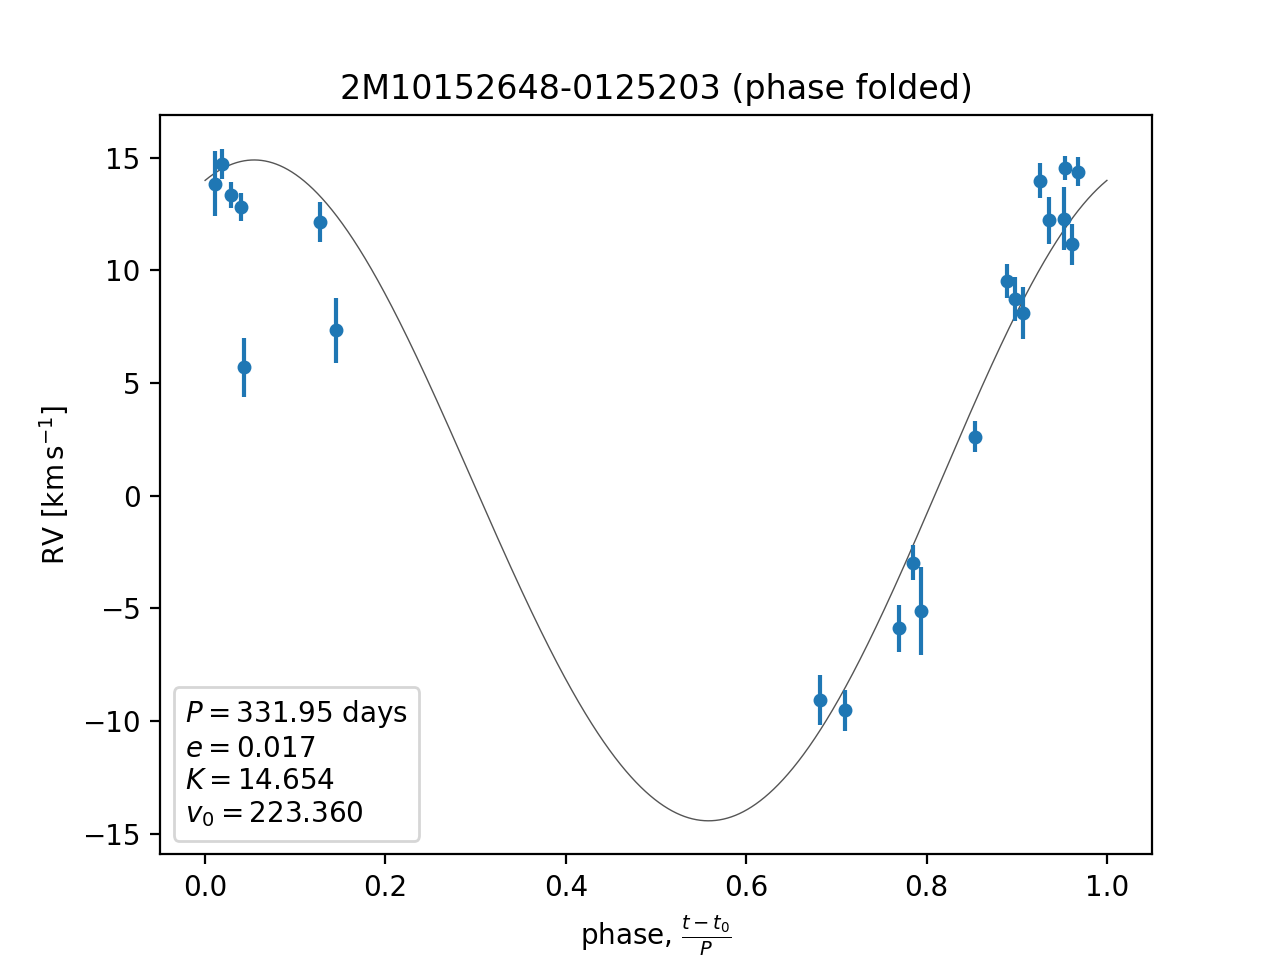 2M10152648-0125203 (phase folded)
RV [km s⁻¹]
15
10
5
0
−5
−10
−15
P = 331.95 days
e = 0.017
K = 14.654
v₀ = 223.360
0.0 0.2 0.4 0.6 0.8 1.0
phase, (t − t₀)/P